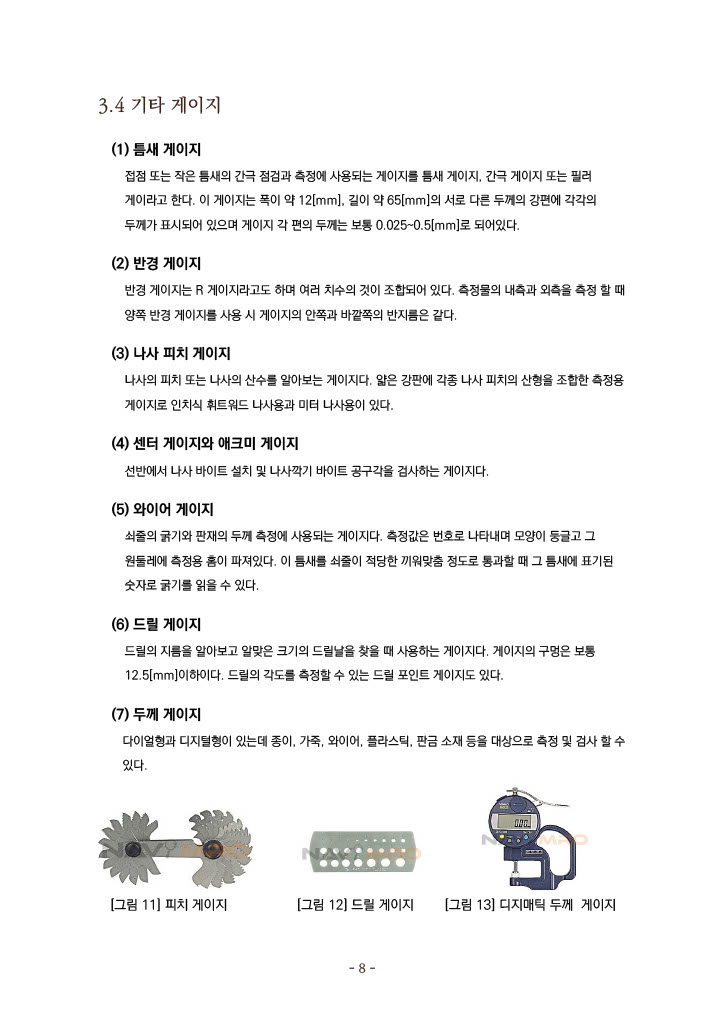 3.4 기타 게이지
(1) 틈새 게이지
접점 또는 작은 틈새의 간극 점검과 측정에 사용되는 게이지를 틈새 게이지, 간극 게이지 또는 필러
게이라고 한다. 이 게이지는 폭이 약 12[mm], 길이 약 65[mm]의 서로 다른 두께의 강편에 각각의
두께가 표시되어 있으며 게이지 각 편의 두께는 보통 0.025~0.5[mm]로 되어있다.
(2) 반경 게이지
반경 게이지는 R 게이지라고도 하며 여러 치수의 것이 조합되어 있다. 측정물의 내측과 외측을 측정 할 때
양쪽 반경 게이지를 사용 시 게이지의 안쪽과 바깥쪽의 반지름은 같다.
(3) 나사 피치 게이지
나사의 피치 또는 나사의 산수를 알아보는 게이지다. 얇은 강판에 각종 나사 피치의 산형을 조합한 측정용
게이지로 인치식 휘트워드 나사용과 미터 나사용이 있다.
(4) 센터 게이지와 애크미 게이지
선반에서 나사 바이트 설치 및 나사깍기 바이트 공구각을 검사하는 게이지다.
(5) 와이어 게이지
쇠줄의 굵기와 판재의 두께 측정에 사용되는 게이지다. 측정값은 번호로 나타내며 모양이 둥글고 그
원둘레에 측정용 홈이 파져있다. 이 틈새를 쇠줄이 적당한 끼워맞춤 정도로 통과할 때 그 틈새에 표기된
숫자로 굵기를 읽을 수 있다.
(6) 드릴 게이지
드릴의 지름을 알아보고 알맞은 크기의 드릴날을 찾을 때 사용하는 게이지다. 게이지의 구멍은 보통
12.5[mm]이하이다. 드릴의 각도를 측정할 수 있는 드릴 포인트 게이지도 있다.
(7) 두께 게이지
다이얼형과 디지털형이 있는데 종이, 가죽, 와이어, 플라스틱, 판금 소재 등을 대상으로 측정 및 검사 할 수
있다.
NAVIMRO NAVIMRO NAVIMRO
[그림 11] 피치 게이지 [그림 12] 드릴 게이지 [그림 13] 디지매틱 두께 게이지
- 8 -